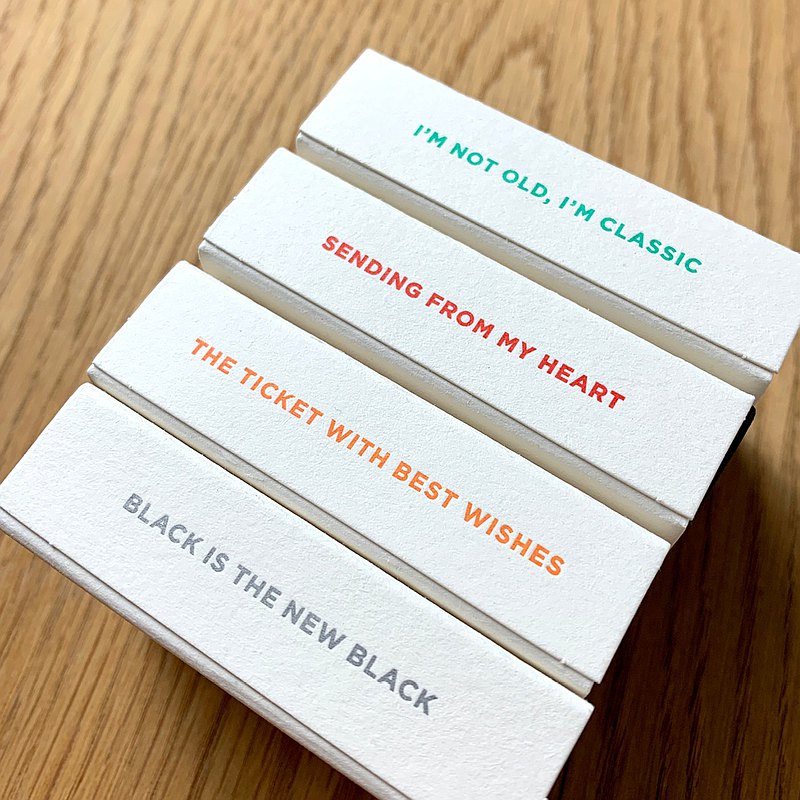 I'M NOT OLD, I'M CLASSIC
SENDING FROM MY HEART
THE TICKET WITH BEST WISHES
BLACK IS THE NEW BLACK